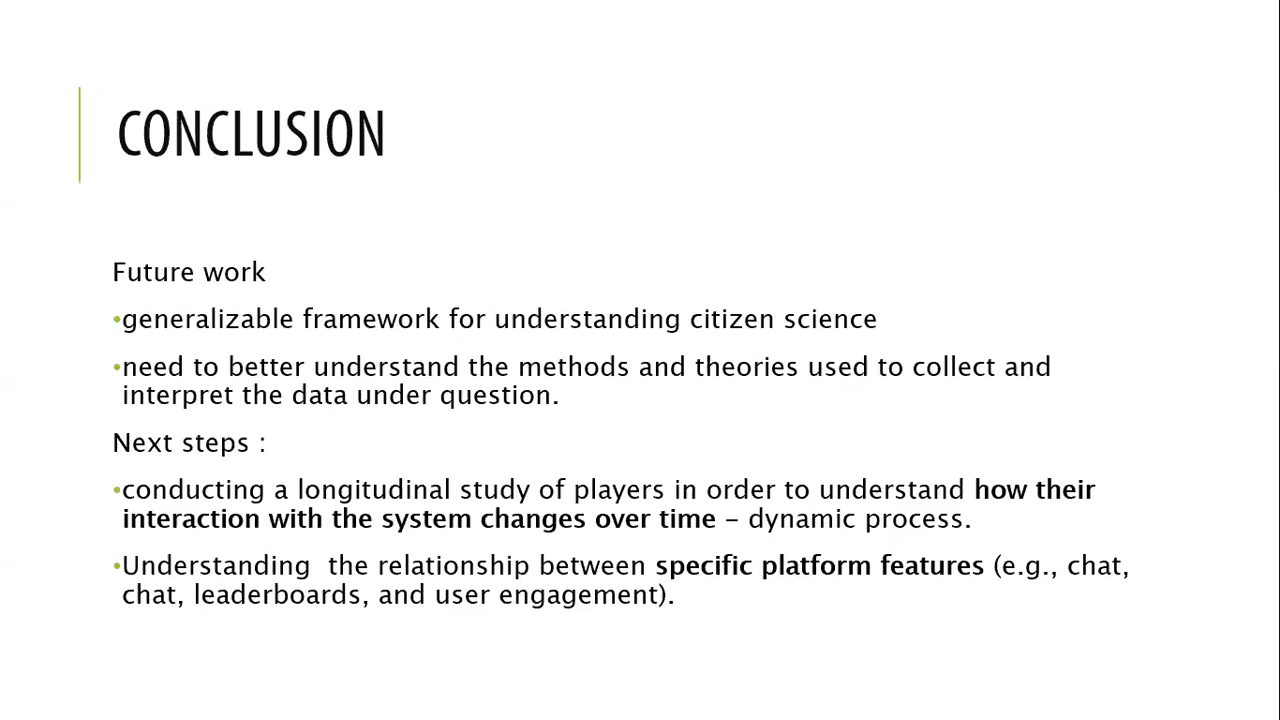 CONCLUSION
Future work
•generalizable framework for understanding citizen science
•need to better understand the methods and theories used to collect and
interpret the data under question.
Next steps :
•conducting a longitudinal study of players in order to understand how their
interaction with the system changes over time – dynamic process.
•Understanding  the relationship between specific platform features (e.g., chat,
chat, leaderboards, and user engagement).